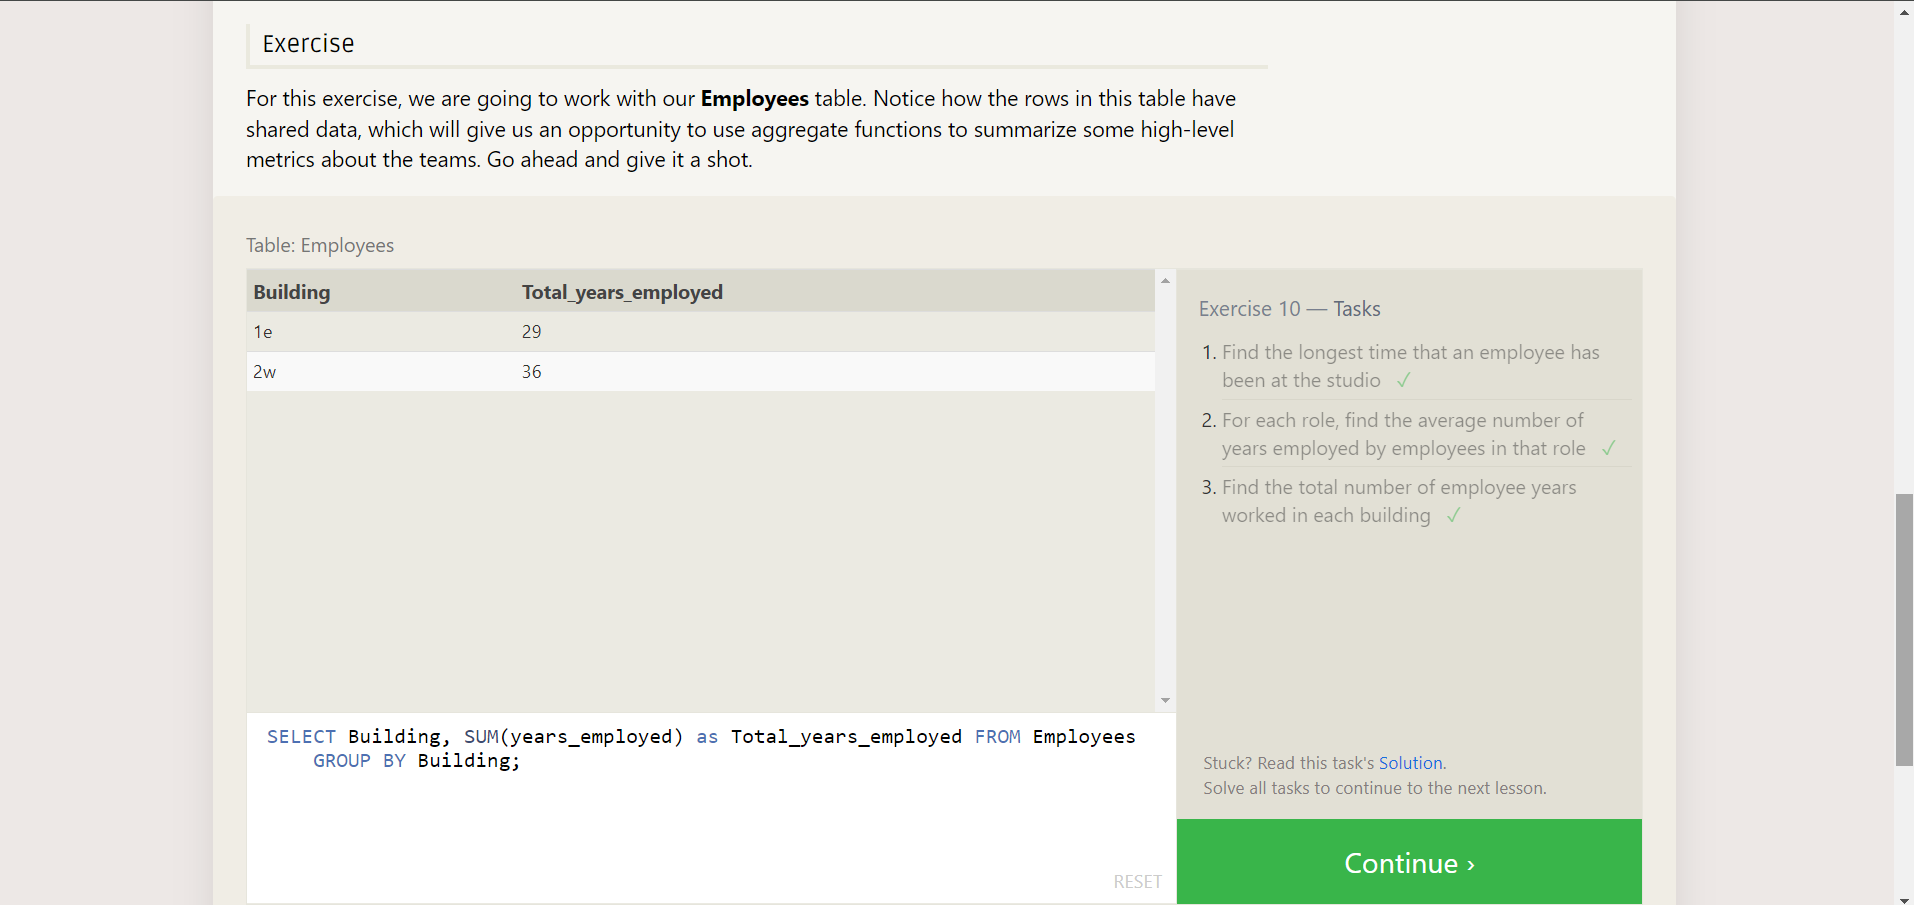 Exercise
For this exercise, we are going to work with our Employees table. Notice how the rows in this table have
shared data, which will give us an opportunity to use aggregate functions to summarize some high-level
metrics about the teams. Go ahead and give it a shot.
Table: Employees
Building Total_years_employed
1e 29
2w 36
SELECT Building, SUM(years_employed) as Total_years_employed FROM Employees
GROUP BY Building;
RESET
Exercise 10 — Tasks
1. Find the longest time that an employee has
been at the studio ✓
2. For each role, find the average number of
years employed by employees in that role ✓
3. Find the total number of employee years
worked in each building ✓
Stuck? Read this task's Solution.
Solve all tasks to continue to the next lesson.
Continue ›